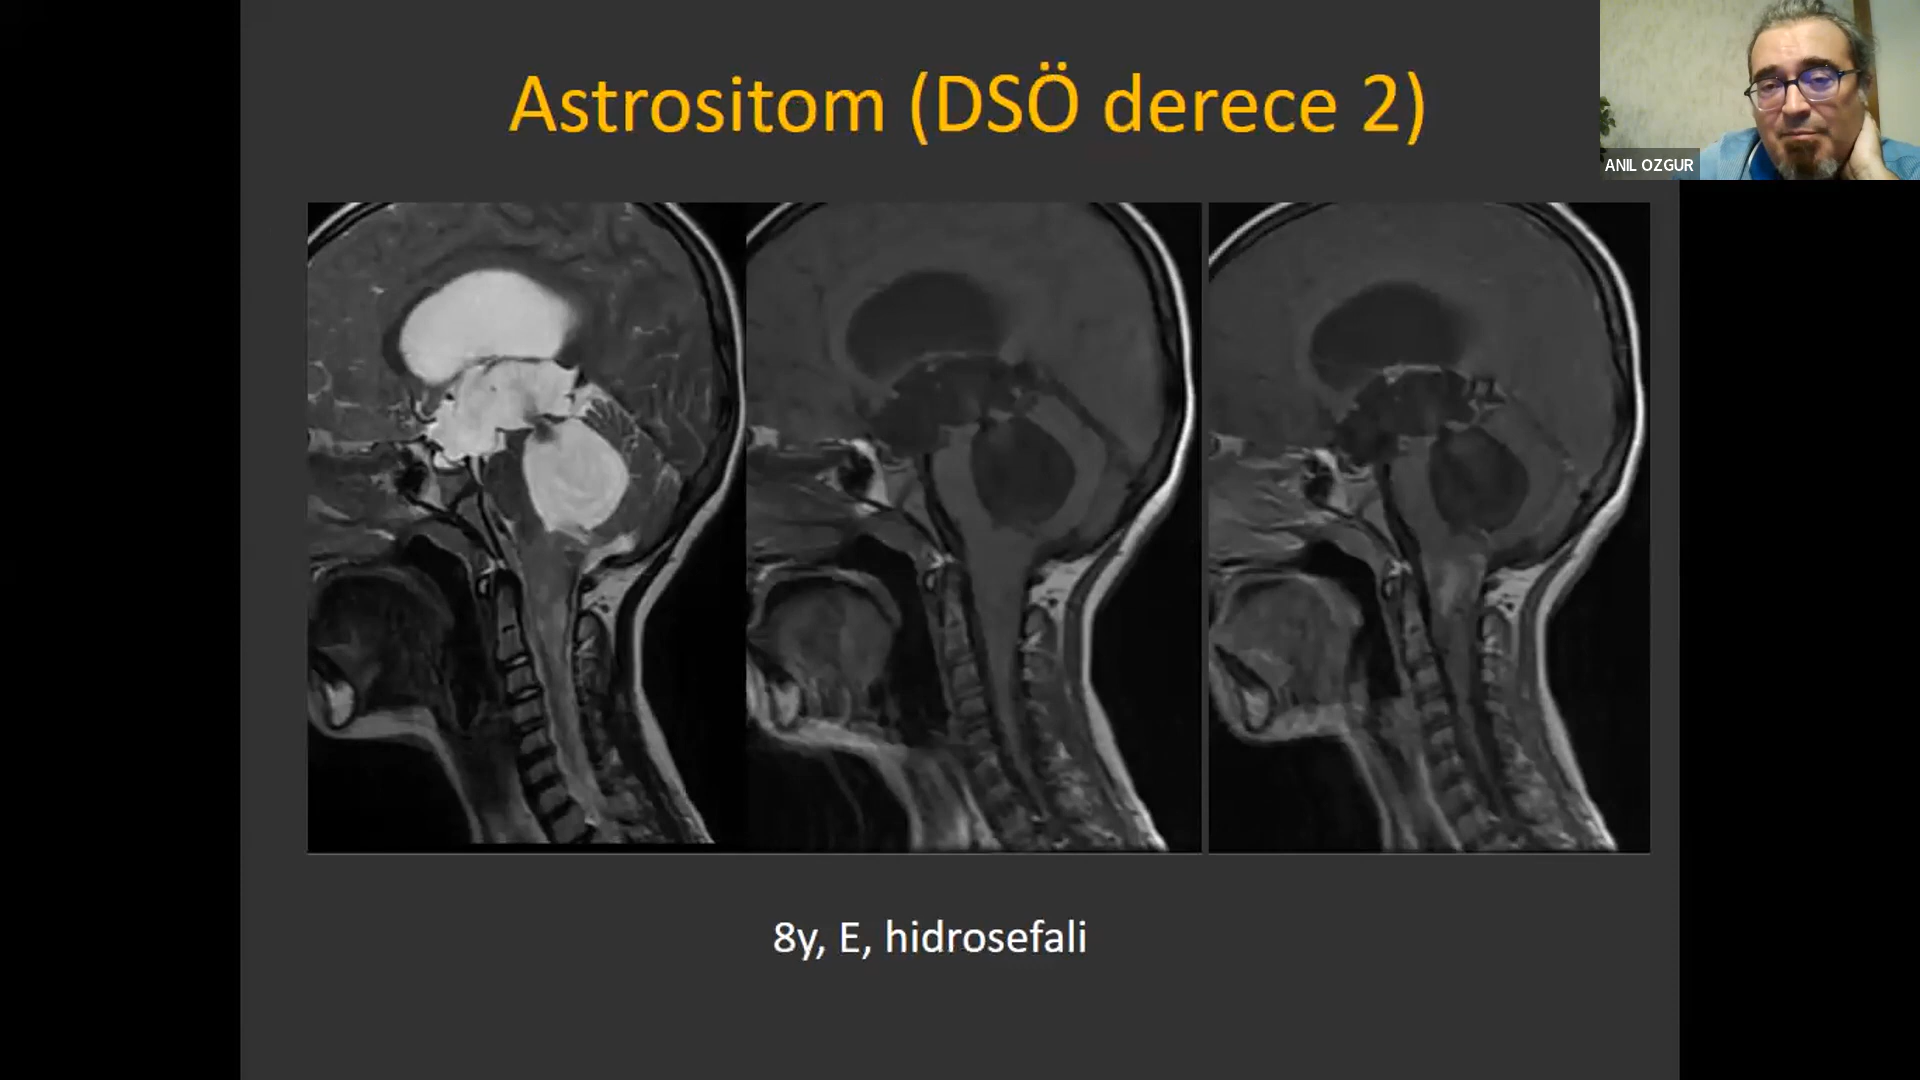 Astrositom (DSÖ derece 2)
ANIL OZGUR
8y, E, hidrosefali